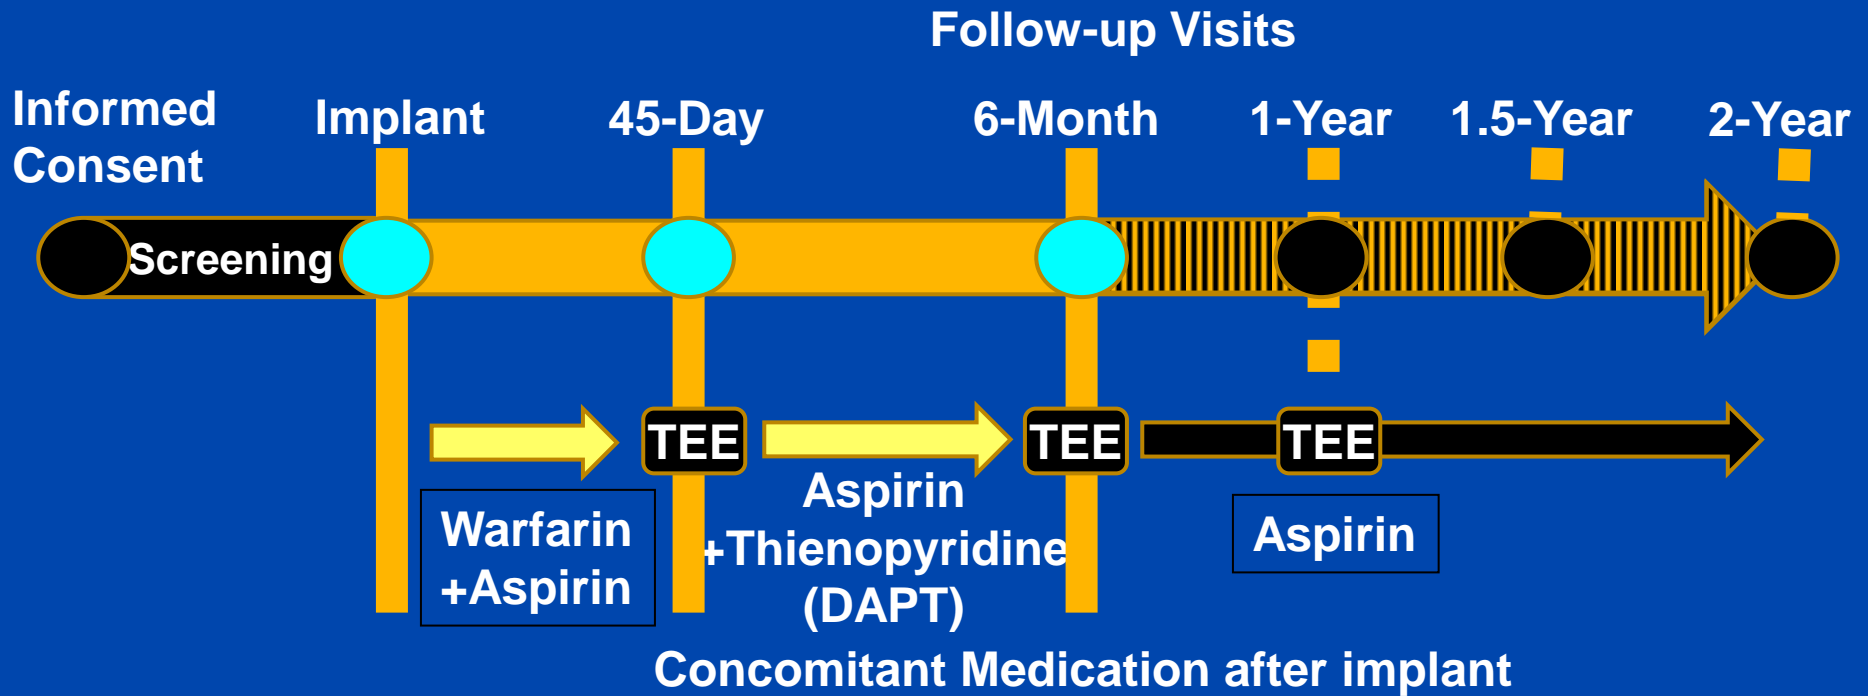 Follow-up Visits
Informed
Consent
Implant
45-Day
6-Month
1-Year
1.5-Year
2-Year
Screening
TEE
TEE
TEE
Warfarin
+Aspirin
Aspirin
+Thienopyridine
(DAPT)
Aspirin
Concomitant Medication after implant